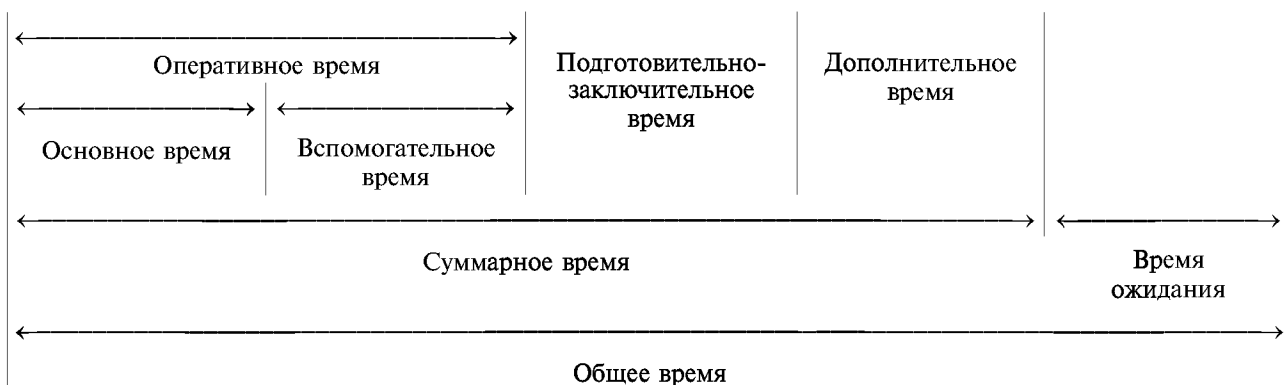 Оперативное время
Подготовительно-
заключительное
время
Дополнительное
время
Основное время
Вспомогательное
время
Суммарное время
Время
ожидания
Общее время